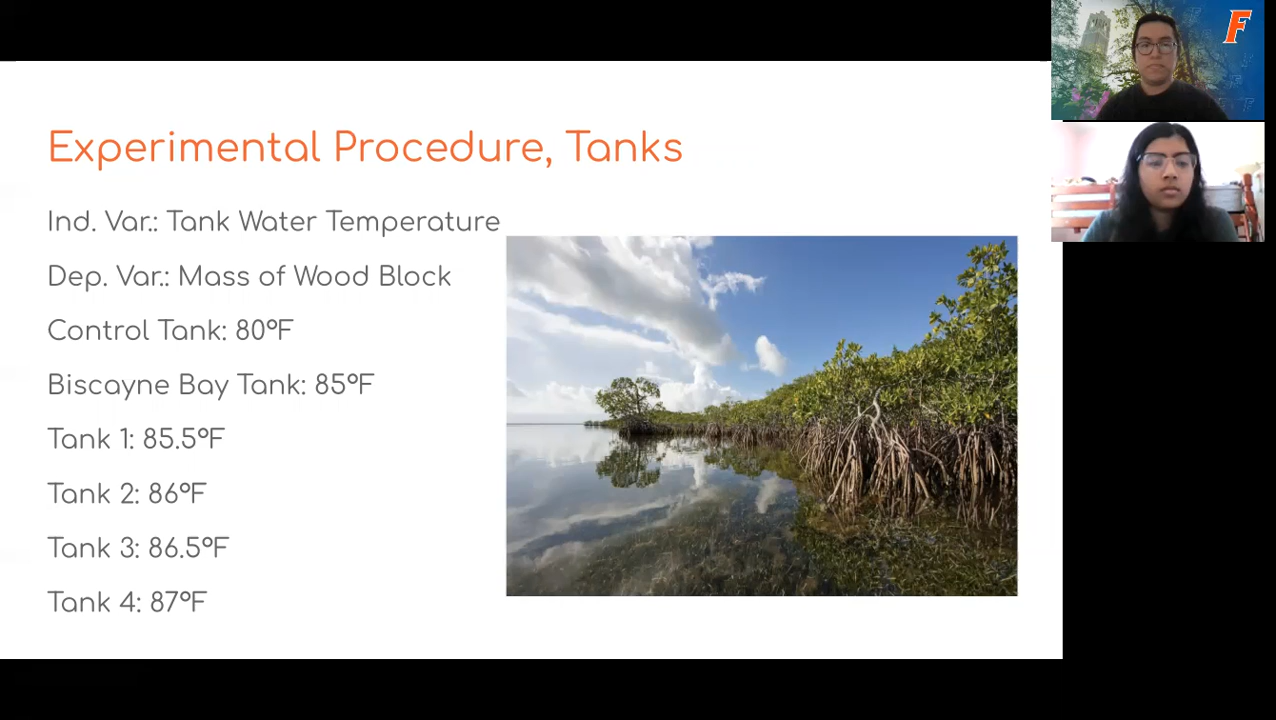 Experimental Procedure, Tanks
Ind. Var.: Tank Water Temperature
Dep. Var.: Mass of Wood Block
Control Tank: 80°F
Biscayne Bay Tank: 85°F
Tank 1: 85.5°F
Tank 2: 86°F
Tank 3: 86.5°F
Tank 4: 87°F
F